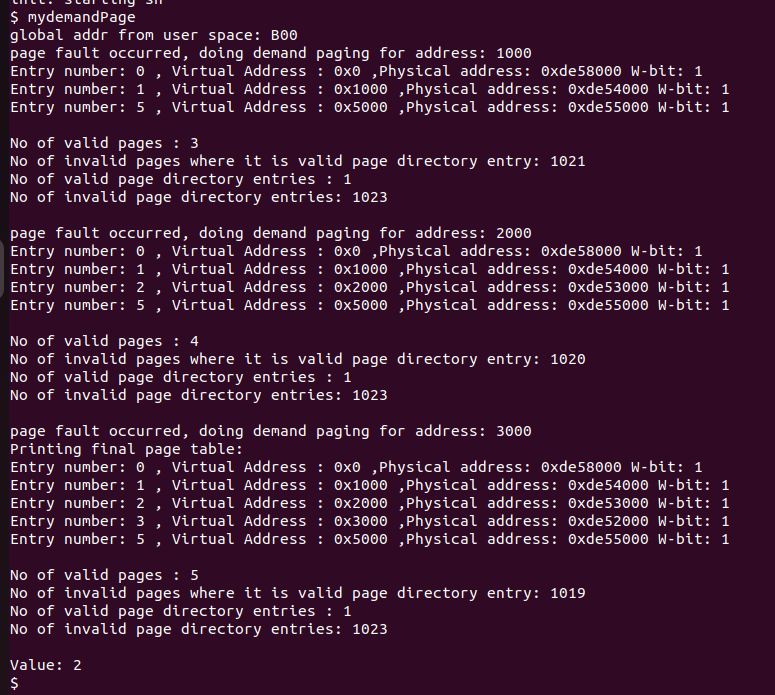 init: starting sh
$ mydemandPage
global addr from user space: B00
page fault occurred, doing demand paging for address: 1000
Entry number: 0 , Virtual Address : 0x0 ,Physical address: 0xde58000 W-bit: 1
Entry number: 1 , Virtual Address : 0x1000 ,Physical address: 0xde54000 W-bit: 1
Entry number: 5 , Virtual Address : 0x5000 ,Physical address: 0xde55000 W-bit: 1
No of valid pages : 3
No of invalid pages where it is valid page directory entry: 1021
No of valid page directory entries : 1
No of invalid page directory entries: 1023
page fault occurred, doing demand paging for address: 2000
Entry number: 0 , Virtual Address : 0x0 ,Physical address: 0xde58000 W-bit: 1
Entry number: 1 , Virtual Address : 0x1000 ,Physical address: 0xde54000 W-bit: 1
Entry number: 2 , Virtual Address : 0x2000 ,Physical address: 0xde53000 W-bit: 1
Entry number: 5 , Virtual Address : 0x5000 ,Physical address: 0xde55000 W-bit: 1
No of valid pages : 4
No of invalid pages where it is valid page directory entry: 1020
No of valid page directory entries : 1
No of invalid page directory entries: 1023
page fault occurred, doing demand paging for address: 3000
Printing final page table:
Entry number: 0 , Virtual Address : 0x0 ,Physical address: 0xde58000 W-bit: 1
Entry number: 1 , Virtual Address : 0x1000 ,Physical address: 0xde54000 W-bit: 1
Entry number: 2 , Virtual Address : 0x2000 ,Physical address: 0xde53000 W-bit: 1
Entry number: 3 , Virtual Address : 0x3000 ,Physical address: 0xde52000 W-bit: 1
Entry number: 5 , Virtual Address : 0x5000 ,Physical address: 0xde55000 W-bit: 1
No of valid pages : 5
No of invalid pages where it is valid page directory entry: 1019
No of valid page directory entries : 1
No of invalid page directory entries: 1023
Value: 2
$